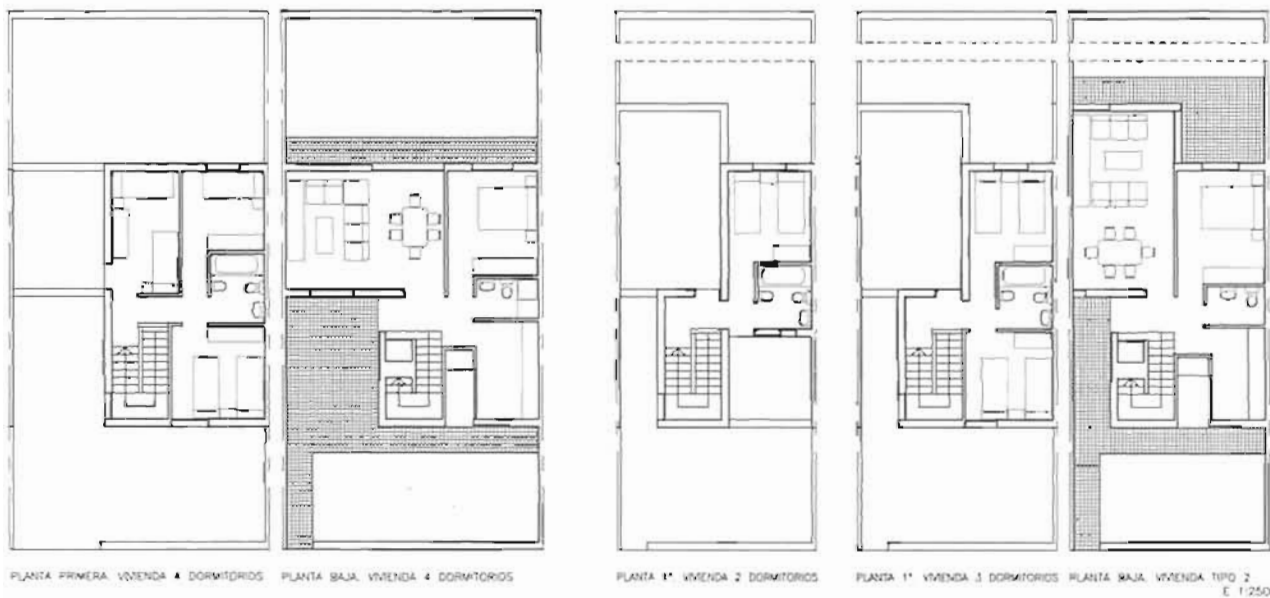 PLANTA PRIMERA. VIVIENDA 4 DORMITORIOS
PLANTA BAJA. VIVIENDA 4 DORMITORIOS
PLANTA 1ª VIVIENDA 2 DORMITORIOS
PLANTA 1ª VIVIENDA 3 DORMITORIOS
PLANTA BAJA. VIVIENDA TIPO 2
E 1:250